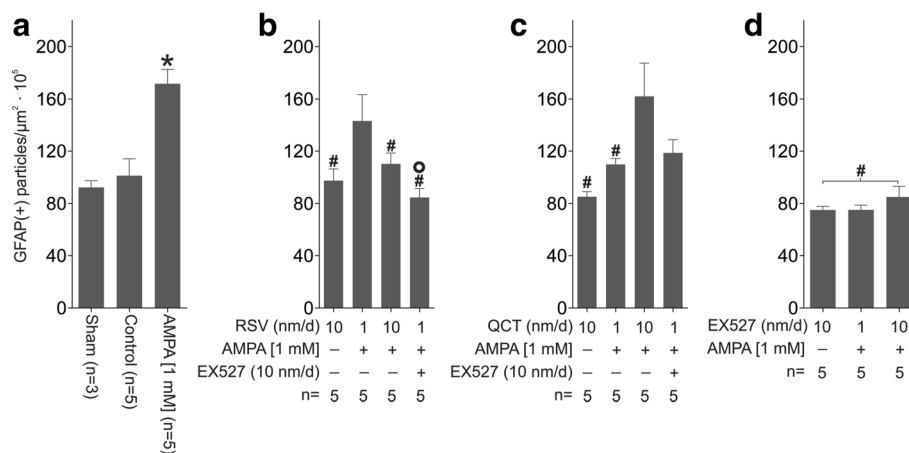 a b c d
GFAP(+) particles/μm² · 10⁵
200
160
120
80
40
0
*
Sham (n=3)
Control (n=5)
AMPA [1 mM] (n=5)
200
160
120
80
40
0
# # #
RSV (nm/d) 10 1 10 1
AMPA [1 mM] – + + +
EX527 (10 nm/d) +
n= 5 5 5 5
200
160
120
80
40
0
# #
QCT (nm/d) 10 1 10 1
AMPA [1 mM] – + + +
EX527 (10 nm/d) +
n= 5 5 5 5
200
160
120
80
40
0
#
EX527 (nm/d) 10 1 10
AMPA [1 mM] – + +
n= 5 5 5